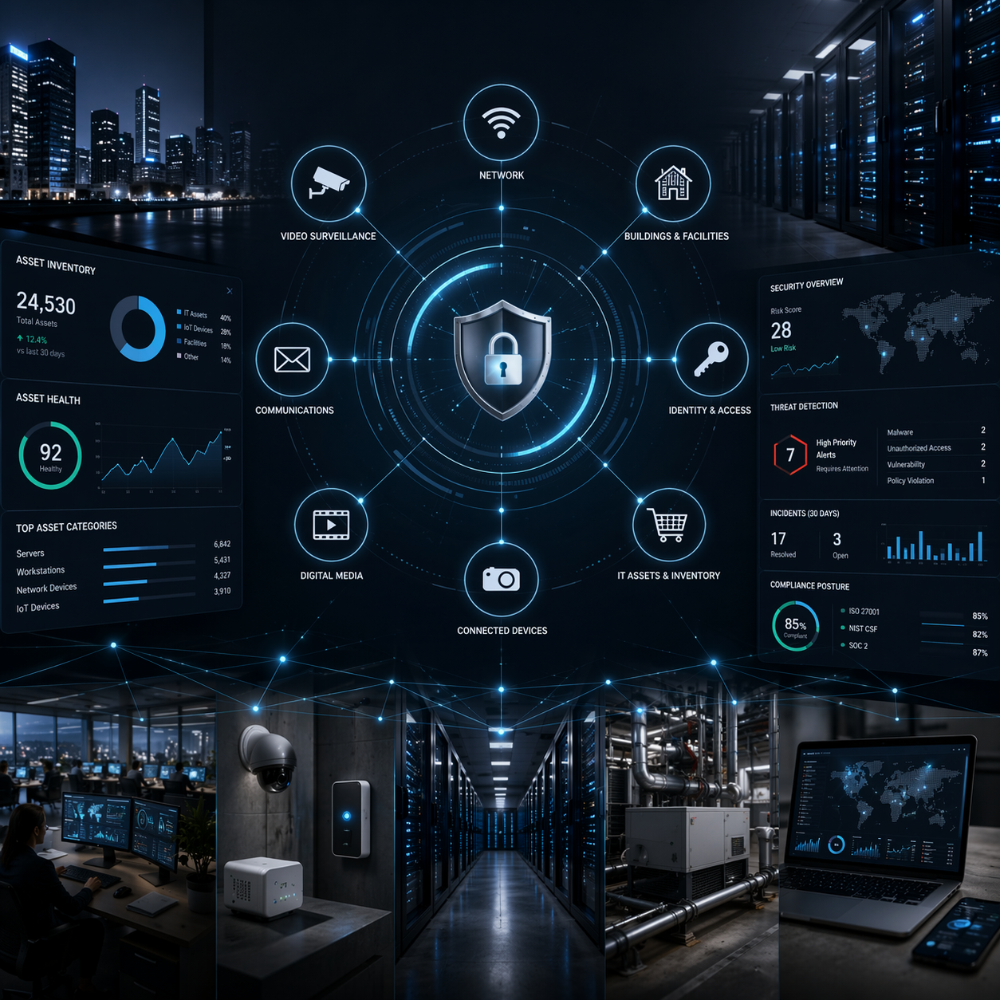 NETWORK
VIDEO SURVEILLANCE
BUILDINGS & FACILITIES
COMMUNICATIONS
IDENTITY & ACCESS
DIGITAL MEDIA
IT ASSETS & INVENTORY
CONNECTED DEVICES
ASSET INVENTORY
24,530
Total Assets
12.4%
vs last 30 days
IT Assets 40%
IoT Devices 28%
Facilities 18%
Other 14%
ASSET HEALTH
92
Healthy
TOP ASSET CATEGORIES
Servers 6,842
Workstations 5,431
Network Devices 4,327
IoT Devices 3,910
SECURITY OVERVIEW
Risk Score
28
Low Risk
THREAT DETECTION
7
High Priority
Alerts
Requires Attention
Malware 2
Unauthorized Access 2
Vulnerability 2
Policy Violation 1
INCIDENTS (30 DAYS)
17
Resolved
3
Open
COMPLIANCE POSTURE
85%
Compliant
ISO 27001 85%
NIST CSF 82%
SOC 2 87%